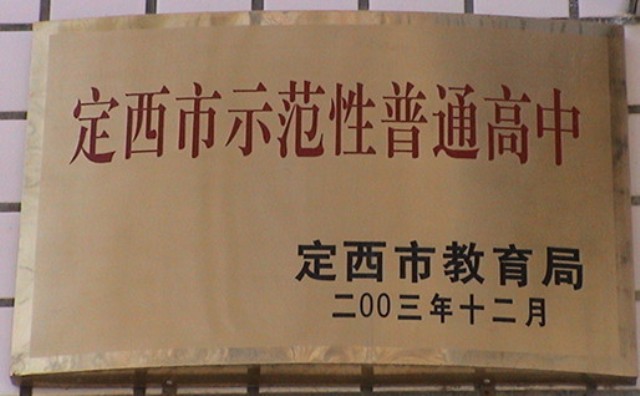 定西市示范性普通高中
定西市教育局
二00三年十二月